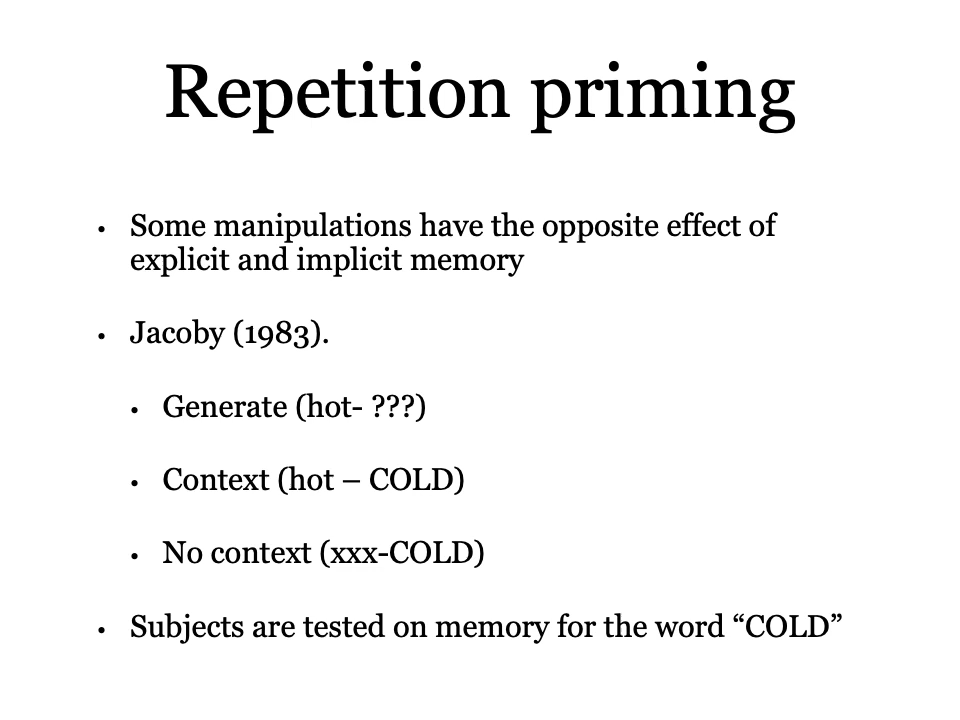 Repetition priming
• Some manipulations have the opposite effect of
explicit and implicit memory
• Jacoby (1983).
• Generate (hot- ???)
• Context (hot – COLD)
• No context (xxx-COLD)
• Subjects are tested on memory for the word “COLD”